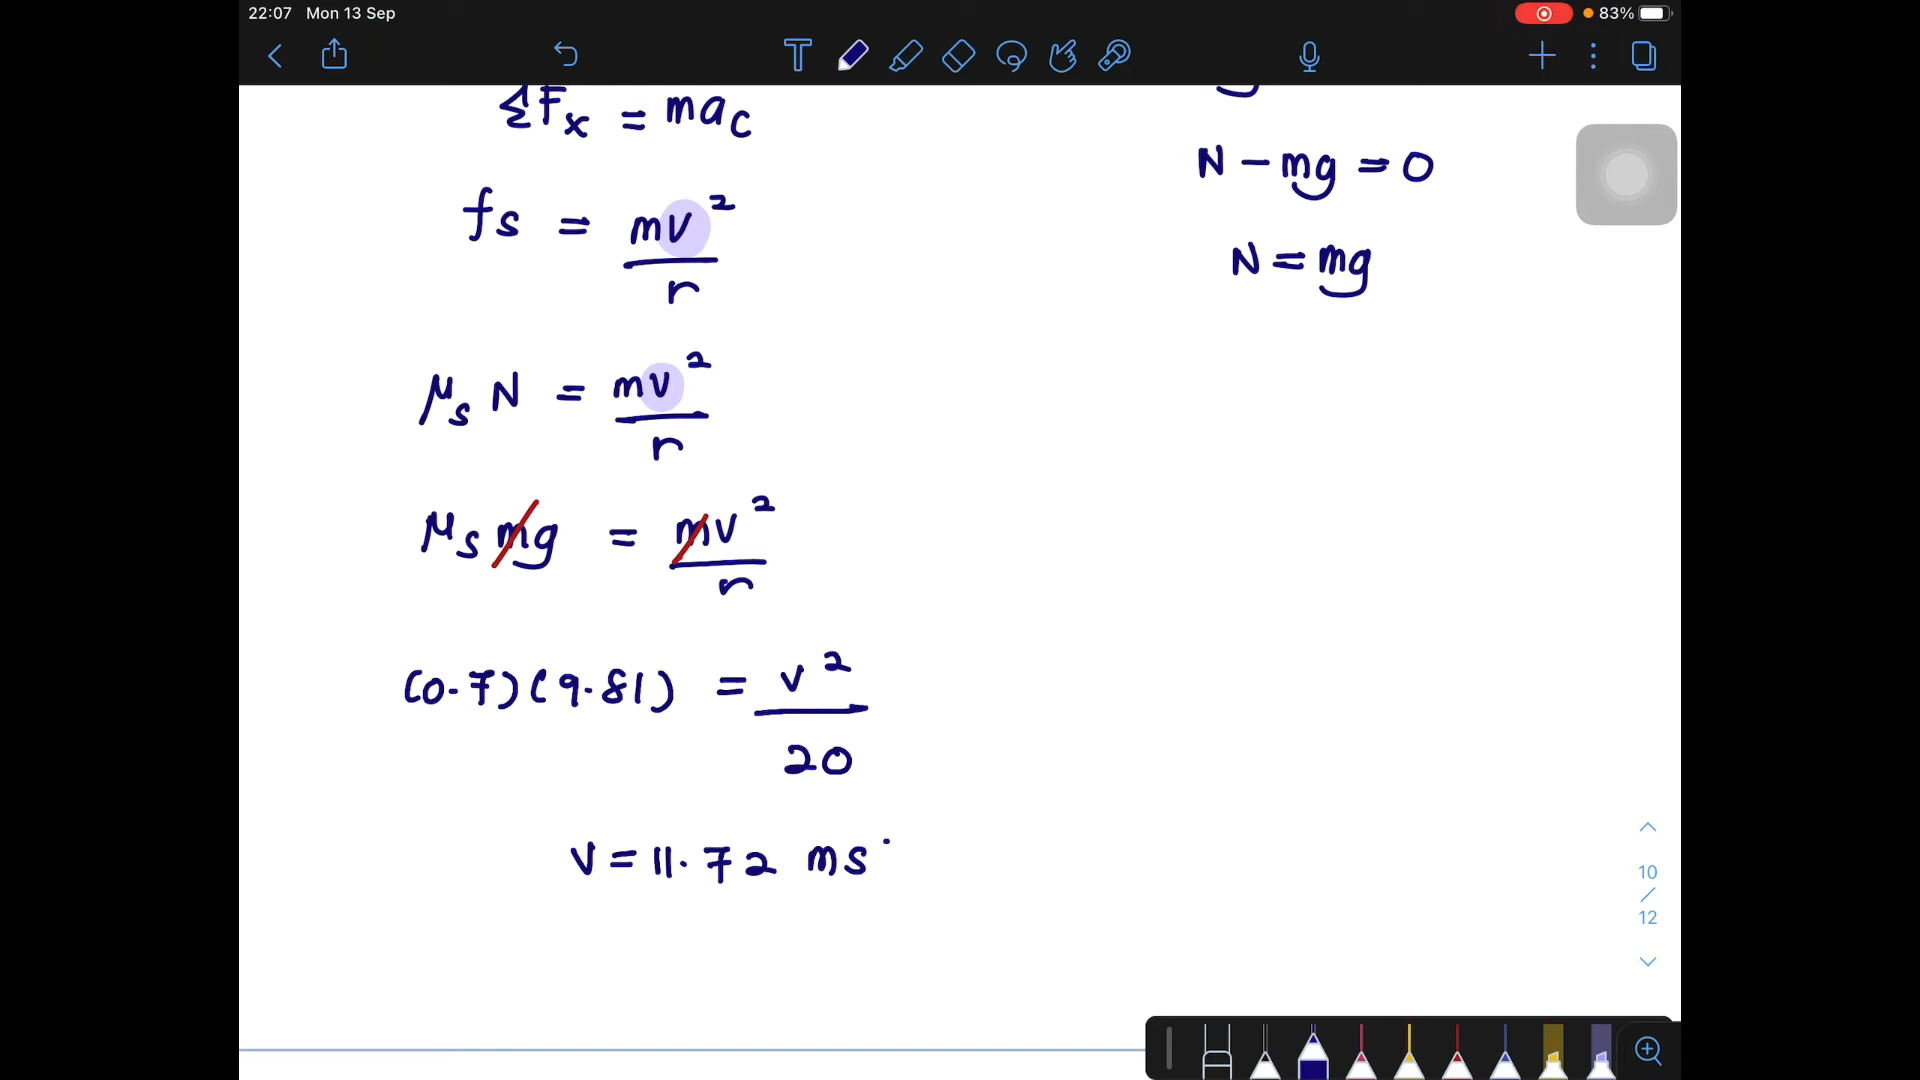 22:07 Mon 13 Sep
83%
ΣFx = mac
fs = mv²/r
μs N = mv²/r
μs mg = mv²/r
(0.7)(9.81) = v²/20
v = 11.72 ms
N - mg = 0
N = mg
10
/
12